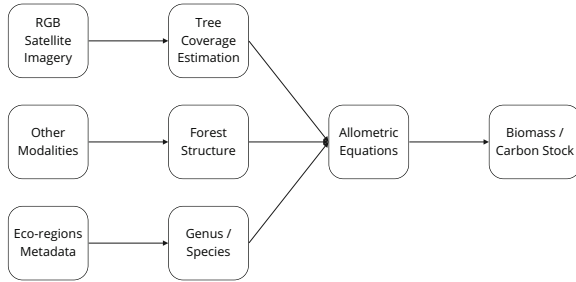 RGB
Satellite
Imagery
Tree
Coverage
Estimation
Other
Modalities
Forest
Structure
Allometric
Equations
Biomass /
Carbon Stock
Eco-regions
Metadata
Genus /
Species